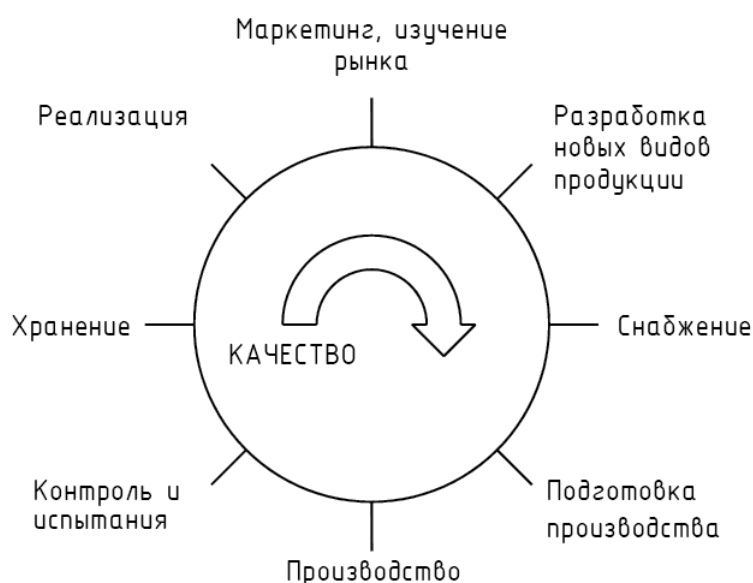 Маркетинг, изучение
рынка
Реализация
Разработка
новых видов
продукции
Хранение
КАЧЕСТВО
Снабжение
Контроль и
испытания
Подготовка
производства
Производство